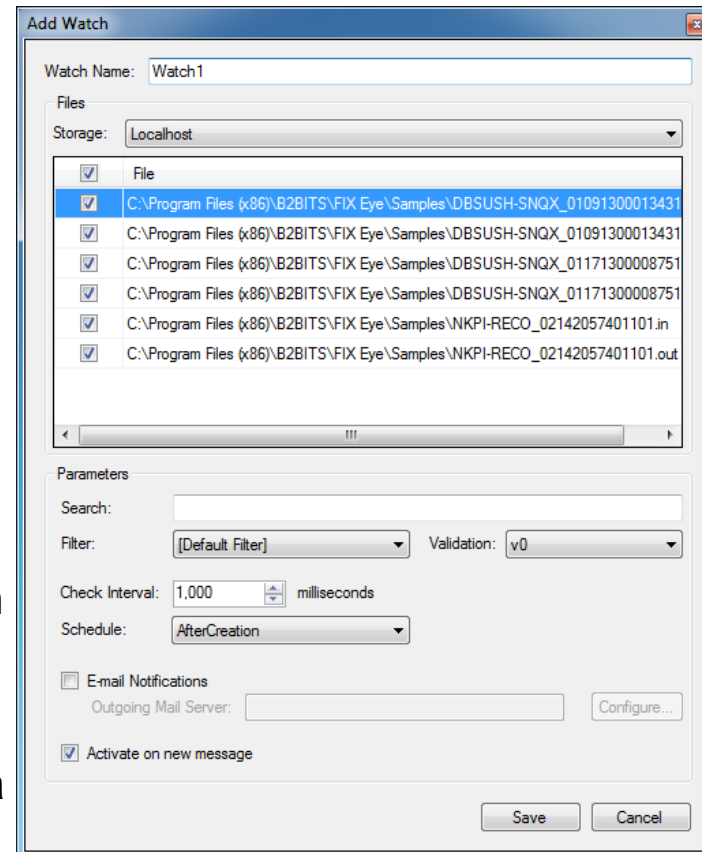 Add Watch
Watch Name: Watch1
Files
Storage: Localhost
File
C:\Program Files (x86)\B2BITS\FIX Eye\Samples\DBSUSH-SNQX_01091300013431
C:\Program Files (x86)\B2BITS\FIX Eye\Samples\DBSUSH-SNQX_01091300013431
C:\Program Files (x86)\B2BITS\FIX Eye\Samples\DBSUSH-SNQX_01171300008751
C:\Program Files (x86)\B2BITS\FIX Eye\Samples\DBSUSH-SNQX_01171300008751
C:\Program Files (x86)\B2BITS\FIX Eye\Samples\NKPI-RECO_02142057401101.in
C:\Program Files (x86)\B2BITS\FIX Eye\Samples\NKPI-RECO_02142057401101.out
Parameters
Search:
Filter: [Default Filter] Validation: v0
Check Interval: 1,000 milliseconds
Schedule: AfterCreation
E-mail Notifications
Outgoing Mail Server: Configure...
Activate on new message
Save Cancel